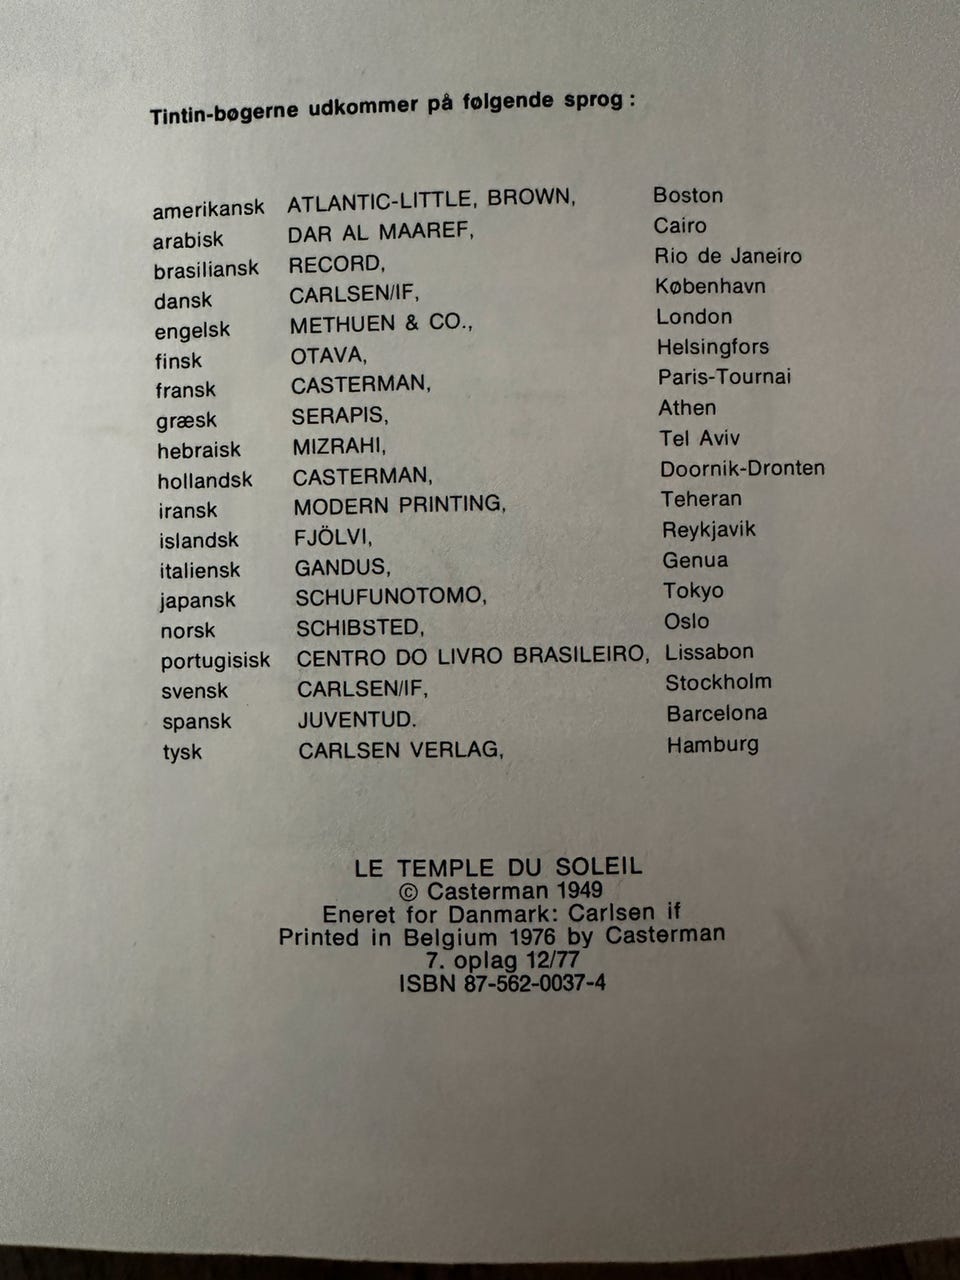 Tintin-bøgerne udkommer på følgende sprog :
amerikansk ATLANTIC-LITTLE, BROWN, Boston
arabisk DAR AL MAAREF, Cairo
brasiliansk RECORD, Rio de Janeiro
dansk CARLSEN/IF, København
engelsk METHUEN & CO., London
finsk OTAVA, Helsingfors
fransk CASTERMAN, Paris-Tournai
græsk SERAPIS, Athen
hebraisk MIZRAHI, Tel Aviv
hollandsk CASTERMAN, Doornik-Dronten
iransk MODERN PRINTING, Teheran
islandsk FJÖLVI, Reykjavik
italiensk GANDUS, Genua
japansk SCHUFUNOTOMO, Tokyo
norsk SCHIBSTED, Oslo
portugisisk CENTRO DO LIVRO BRASILEIRO, Lissabon
svensk CARLSEN/IF, Stockholm
spansk JUVENTUD. Barcelona
tysk CARLSEN VERLAG, Hamburg
LE TEMPLE DU SOLEIL
© Casterman 1949
Eneret for Danmark: Carlsen if
Printed in Belgium 1976 by Casterman
7. oplag 12/77
ISBN 87-562-0037-4